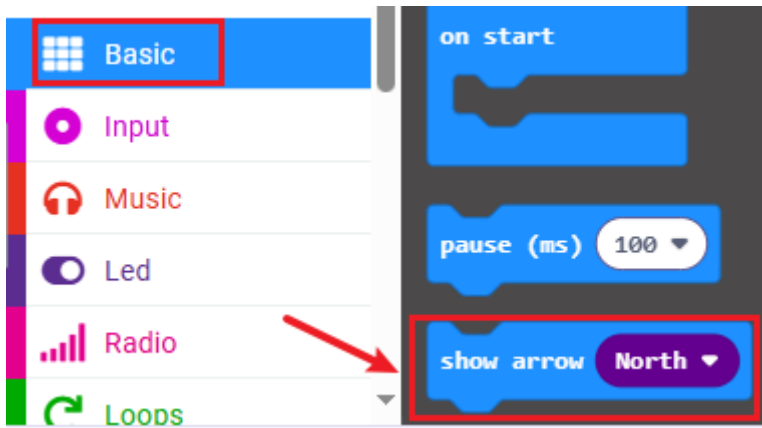 Basic
Input
Music
Led
Radio
Loops
on start
pause (ms) 100
show arrow North